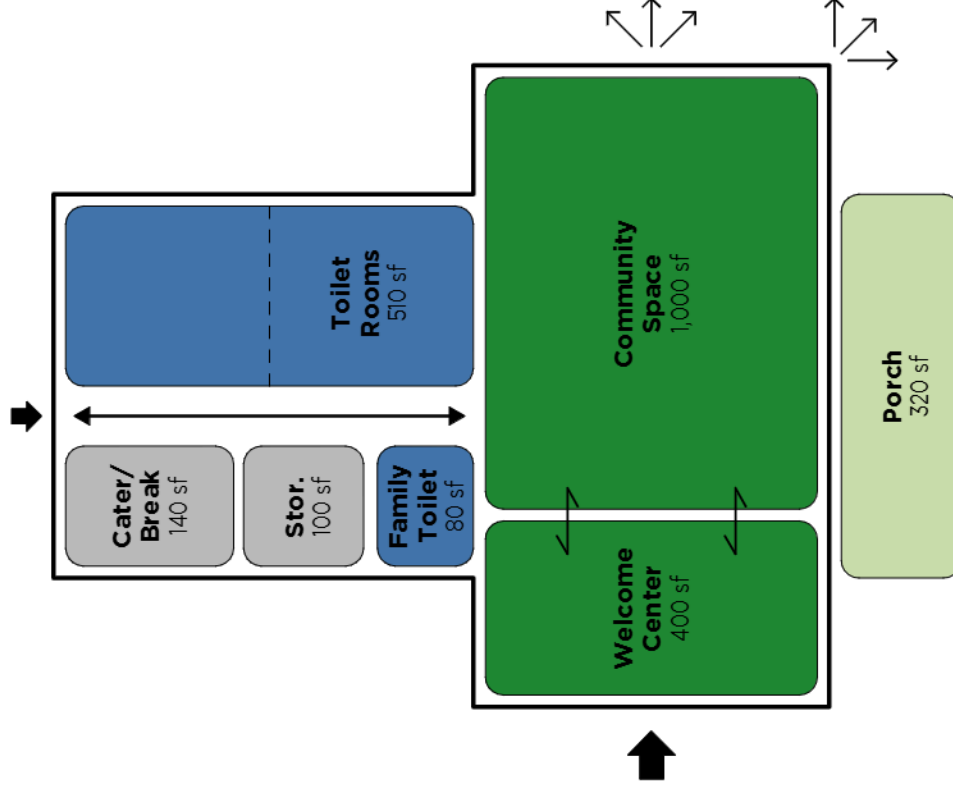 Cater/
Break
140 sf
Stor.
100 sf
Family
Toilet
80 sf
Toilet
Rooms
510 sf
Welcome
Center
400 sf
Community
Space
1,000 sf
Porch
320 sf